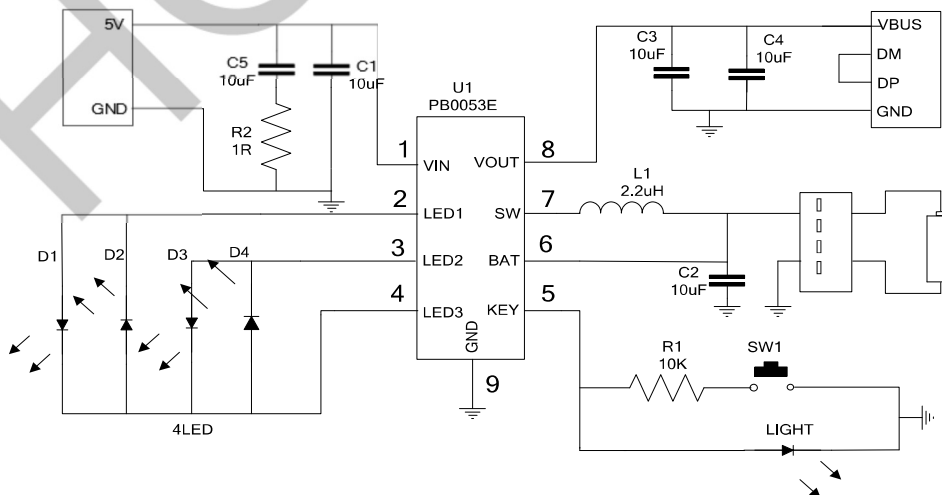 5V
GND
C5
10uF
C1
10uF
R2
1R
U1
PB0053E
1
VIN
2
LED1
3
LED2
4
LED3
GND
9
8
VOUT
7
SW
6
BAT
5
KEY
C3
10uF
C4
10uF
VBUS
DM
DP
GND
L1
2.2uH
C2
10uF
R1
10K
SW1
LIGHT
D1
D2
D3
D4
4LED